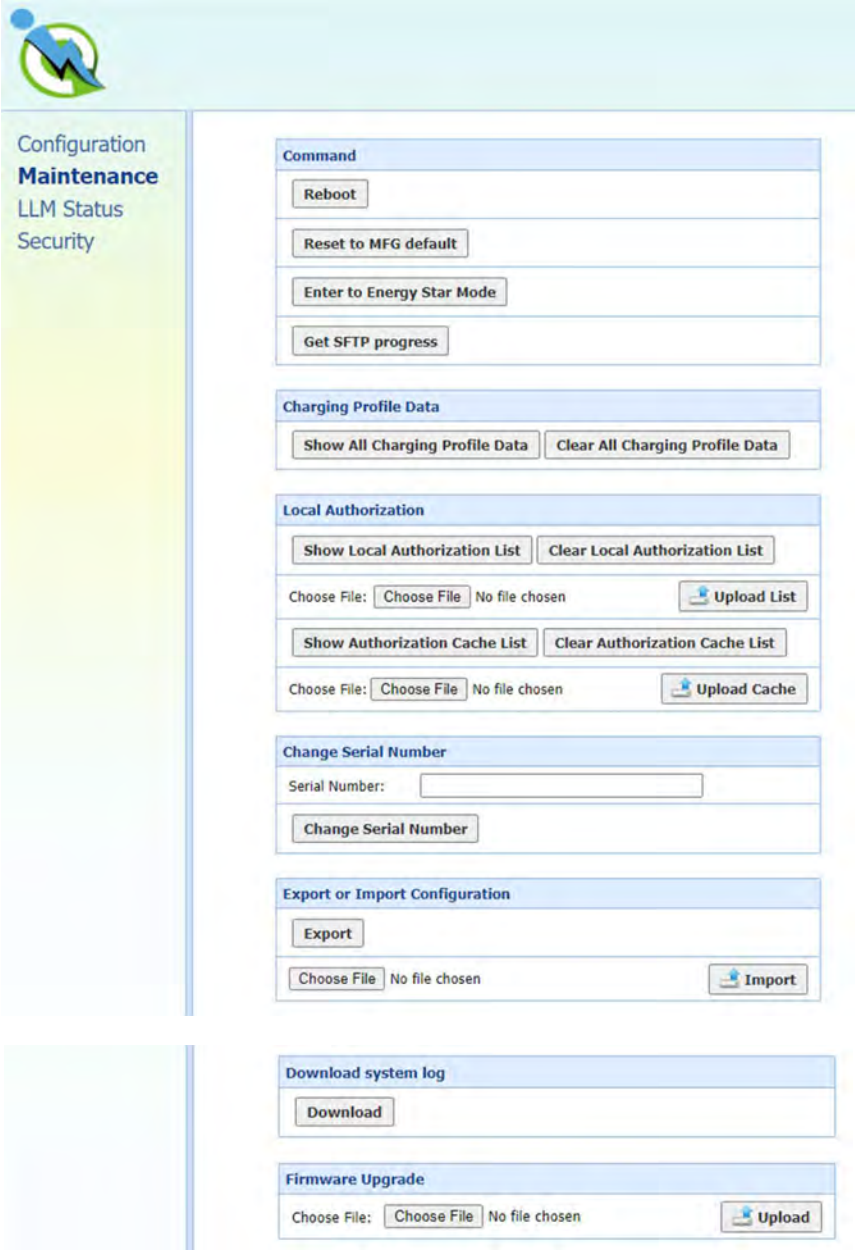 Configuration
Maintenance
LLM Status
Security
Command
Reboot
Reset to MFG default
Enter to Energy Star Mode
Get SFTP progress
Charging Profile Data
Show All Charging Profile Data Clear All Charging Profile Data
Local Authorization
Show Local Authorization List Clear Local Authorization List
Choose File: Choose File No file chosen Upload List
Show Authorization Cache List Clear Authorization Cache List
Choose File: Choose File No file chosen Upload Cache
Change Serial Number
Serial Number:
Change Serial Number
Export or Import Configuration
Export
Choose File No file chosen Import
Download system log
Download
Firmware Upgrade
Choose File: Choose File No file chosen Upload